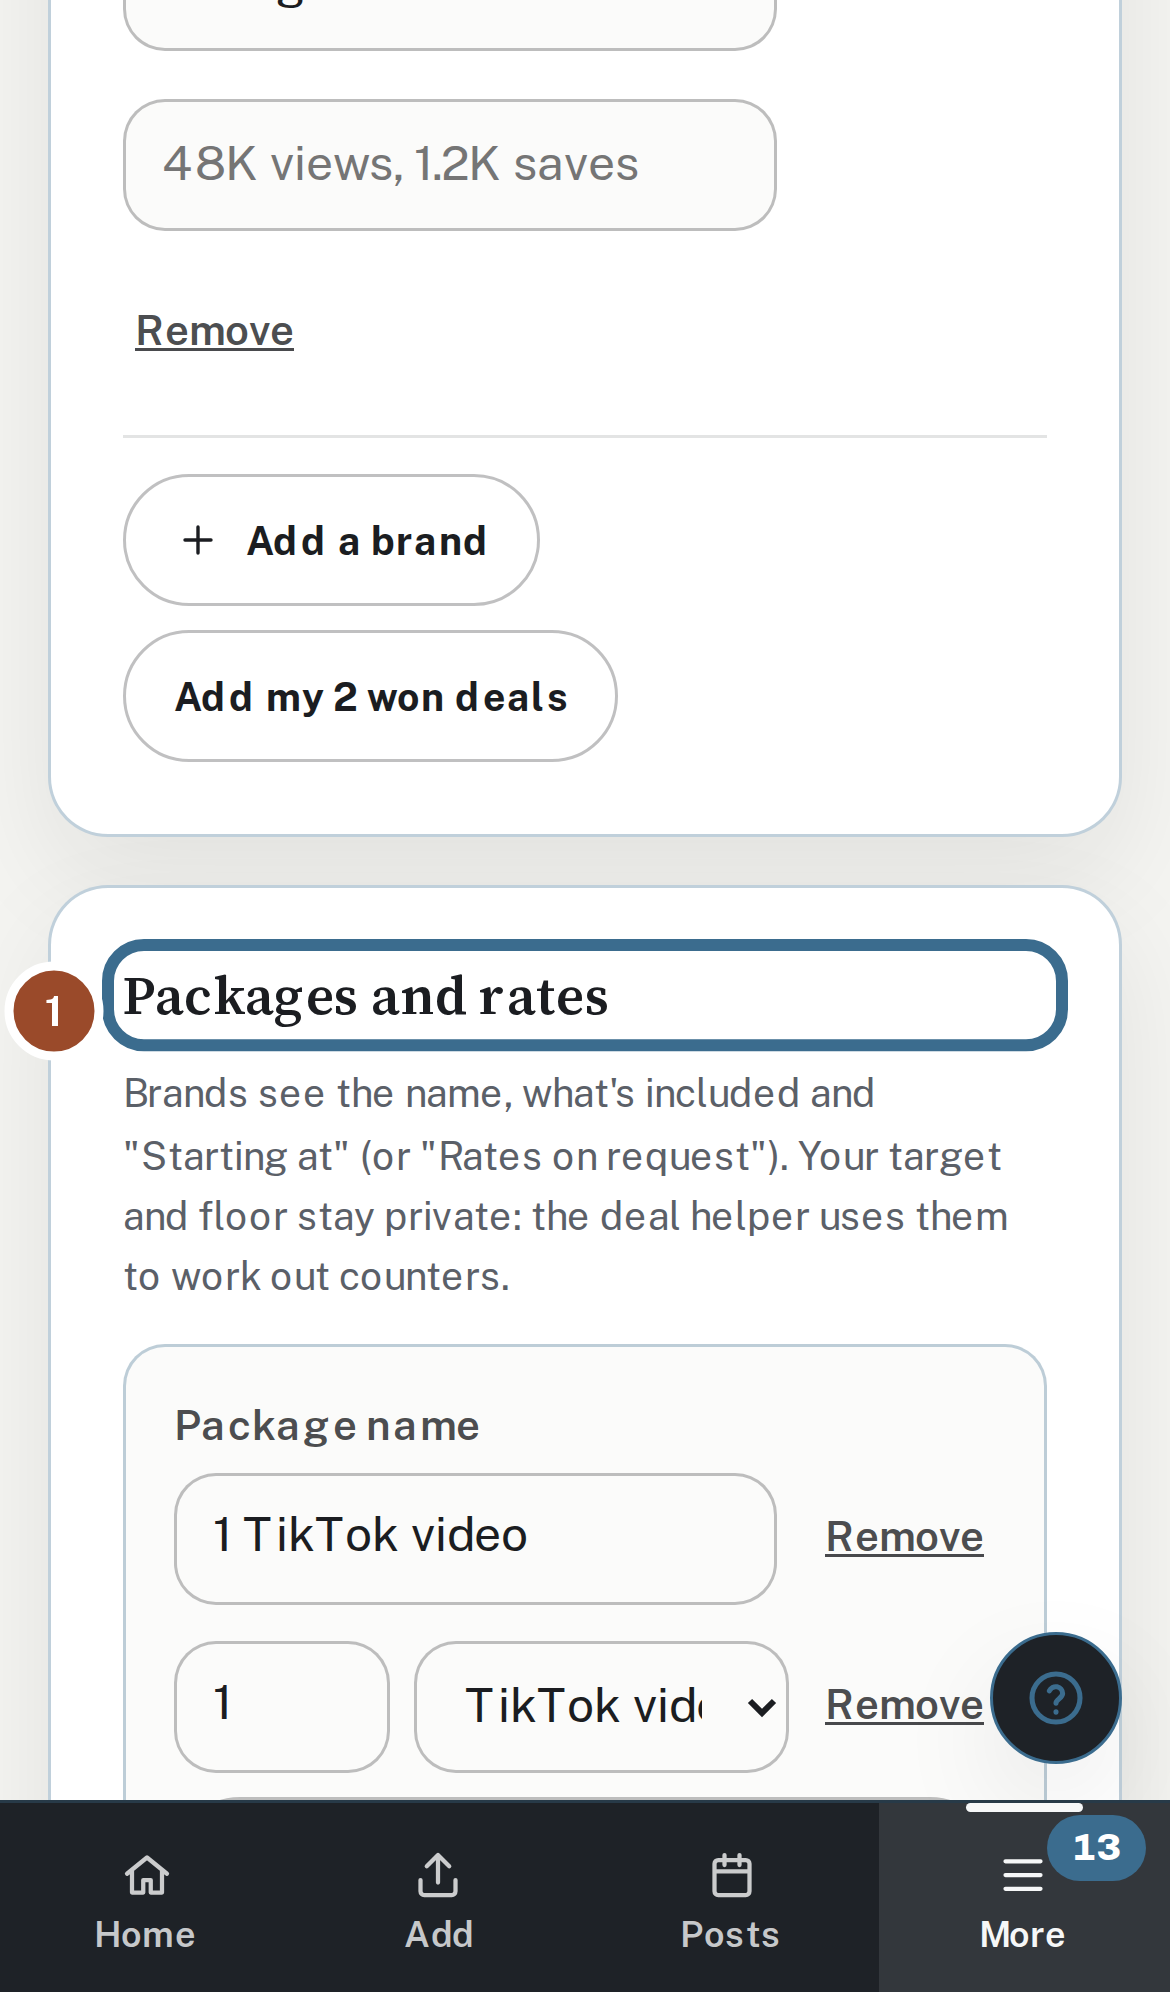 48K views, 1.2K saves
Remove
Add a brand
Add my 2 won deals
1
Packages and rates
Brands see the name, what's included and
"Starting at" (or "Rates on request"). Your target
and floor stay private: the deal helper uses them
to work out counters.
Package name
1 TikTok video
Remove
1
TikTok
Remove
13
Home
Add
Posts
More